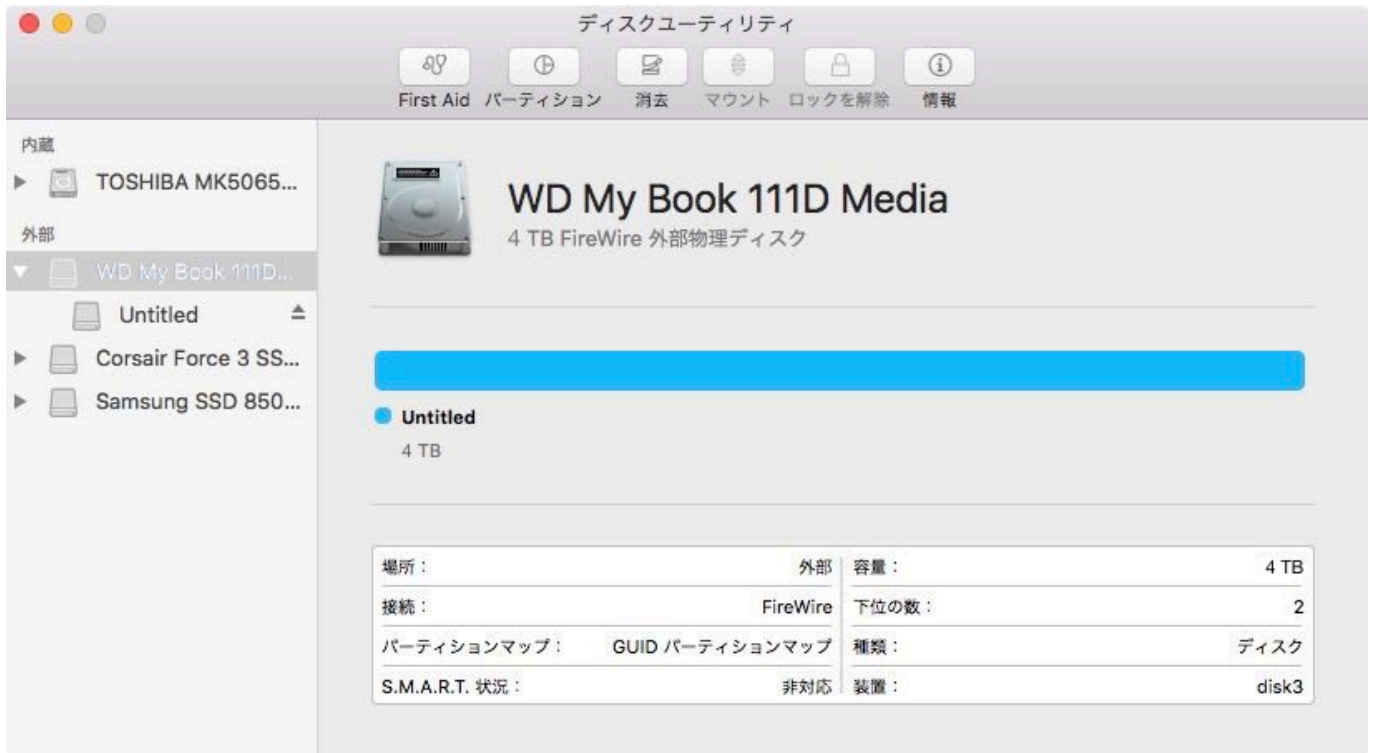 ディスクユーティリティ
First Aid パーティション 消去 マウント ロックを解除 情報
内蔵
TOSHIBA MK5065...
外部
WD My Book 111D...
Untitled
Corsair Force 3 SS...
Samsung SSD 850...
WD My Book 111D Media
4 TB FireWire 外部物理ディスク
Untitled
4 TB
場所： 外部 容量： 4 TB
接続： FireWire 下位の数： 2
パーティションマップ： GUID パーティションマップ 種類： ディスク
S.M.A.R.T. 状況： 非対応 装置： disk3